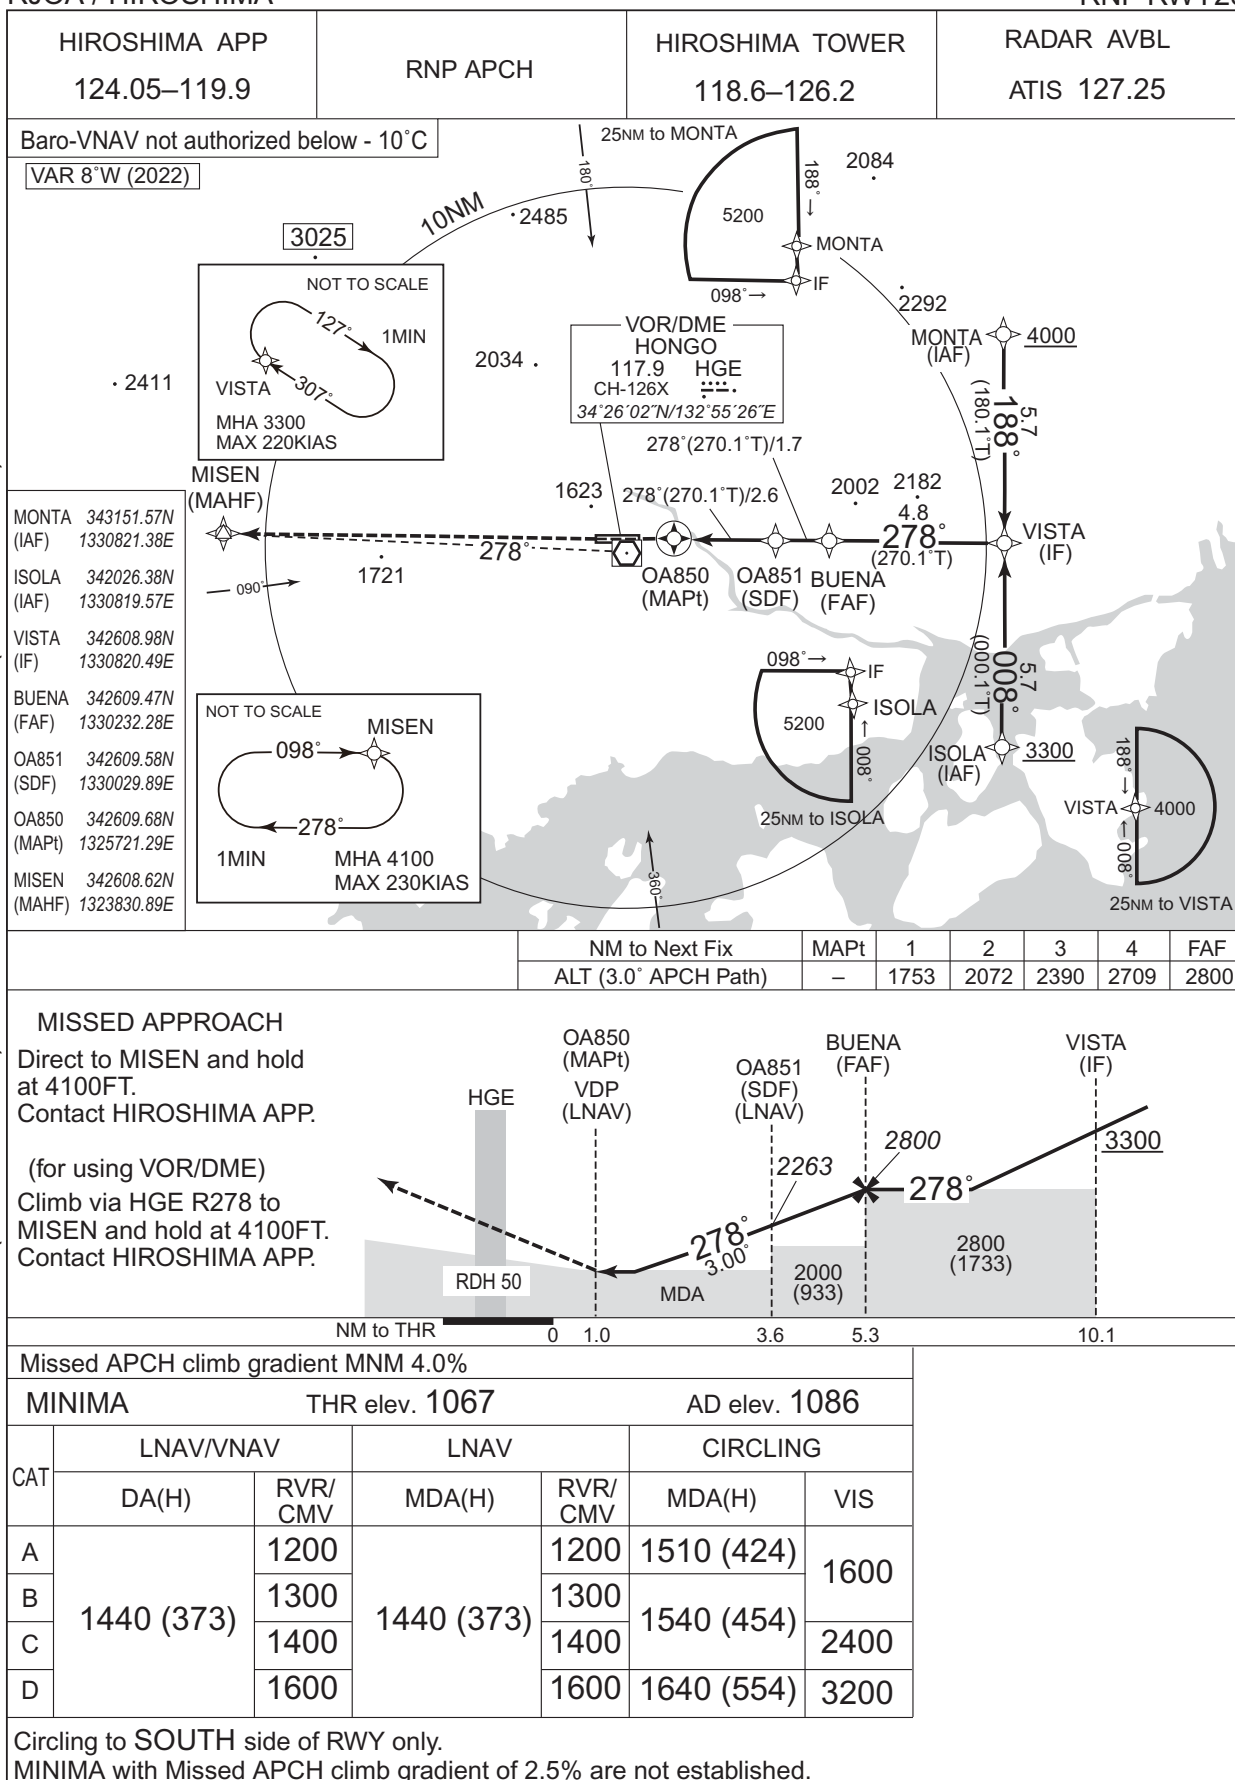 HIROSHIMA APP
124.05–119.9
RNP APCH
HIROSHIMA TOWER
118.6–126.2
RADAR AVBL
ATIS 127.25
Baro-VNAV not authorized below - 10˚C
VAR 8˚W (2022)
25NM to MONTA
188˚→
5200
MONTA
IF
098˚→
2084
180˚
10NM
2485
3025
NOT TO SCALE
127˚
1MIN
307˚
VISTA
MHA 3300
MAX 220KIAS
2411
2034
VOR/DME
HONGO
117.9 HGE
CH-126X
34˚26´02˝N/132˚55´26˝E
2292
MONTA
(IAF)
4000
5.7
188˚
(180.1˚T)
278˚(270.1˚T)/1.7
MISEN
(MAHF)
1623
278˚(270.1˚T)/2.6
2002
2182
4.8
278˚
(270.1˚T)
VISTA
(IF)
278˚
1721
090˚
OA850
(MAPt)
OA851
(SDF)
BUENA
(FAF)
MONTA 343151.57N
(IAF) 1330821.38E
ISOLA 342026.38N
(IAF) 1330819.57E
VISTA 342608.98N
(IF) 1330820.49E
BUENA 342609.47N
(FAF) 1330232.28E
OA851 342609.58N
(SDF) 1330029.89E
OA850 342609.68N
(MAPt) 1325721.29E
MISEN 342608.62N
(MAHF) 1323830.89E
5.7
008˚
(000.1˚T)
ISOLA
(IAF)
3300
098˚→
IF
ISOLA
5200
←008˚
25NM to ISOLA
188˚→
VISTA
4000
←008˚
25NM to VISTA
NOT TO SCALE
MISEN
098˚
278˚
1MIN
MHA 4100
MAX 230KIAS
360˚
NM to Next Fix MAPt 1 2 3 4 FAF
ALT (3.0˚ APCH Path) – 1753 2072 2390 2709 2800
MISSED APPROACH
Direct to MISEN and hold
at 4100FT.
Contact HIROSHIMA APP.
(for using VOR/DME)
Climb via HGE R278 to
MISEN and hold at 4100FT.
Contact HIROSHIMA APP.
HGE
OA850
(MAPt)
VDP
(LNAV)
OA851
(SDF)
(LNAV)
BUENA
(FAF)
VISTA
(IF)
2263
2800
3300
278˚
278˚
3.00˚
RDH 50
MDA
2000
(933)
2800
(1733)
NM to THR 0 1.0 3.6 5.3 10.1
Missed APCH climb gradient MNM 4.0%
MINIMA THR elev. 1067 AD elev. 1086
CAT LNAV/VNAV LNAV CIRCLING
DA(H) RVR/CMV MDA(H) RVR/CMV MDA(H) VIS
A 1440 (373) 1200 1440 (373) 1200 1510 (424) 1600
B 1300 1300 1540 (454)
C 1400 1400 2400
D 1600 1600 1640 (554) 3200
Circling to SOUTH side of RWY only.
MINIMA with Missed APCH climb gradient of 2.5% are not established.